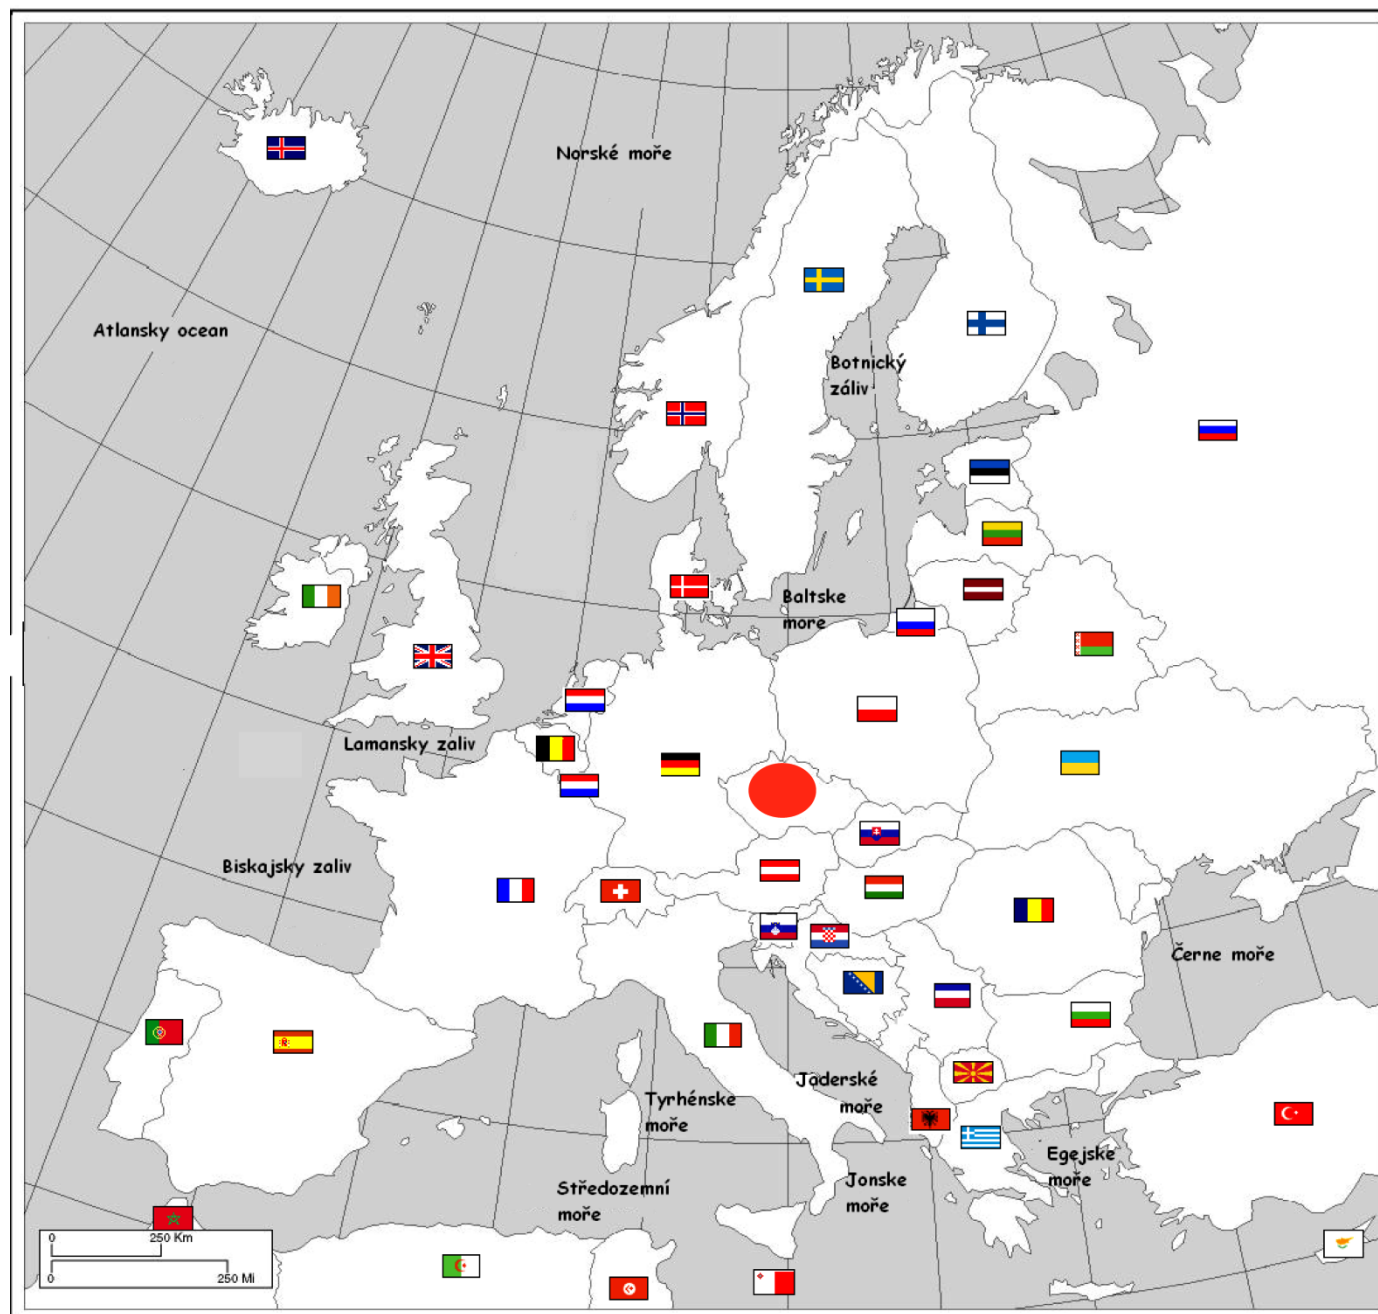 Norské moře
Atlansky ocean
Botnický
záliv
Baltske
more
Lamansky zaliv
Biskajsky zaliv
Černe moře
Jaderské
moře
Tyrhénske
moře
Egejske
moře
Středozemní
moře
Jonske
moře
0 250 Km
0 250 Mi